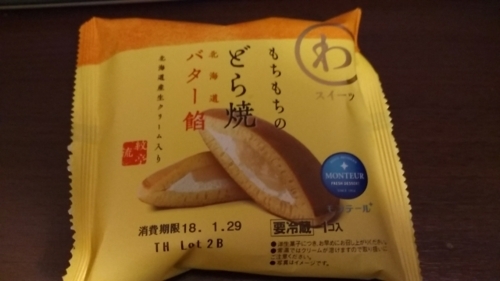 わ
スイーツ
もちもちの
どら焼
北海道
バター餡
北海道産生クリーム入り
MONTEUR
FRESH DESSERT
消費期限18. 1.29
TH Lot 2B
要冷蔵 1コ入